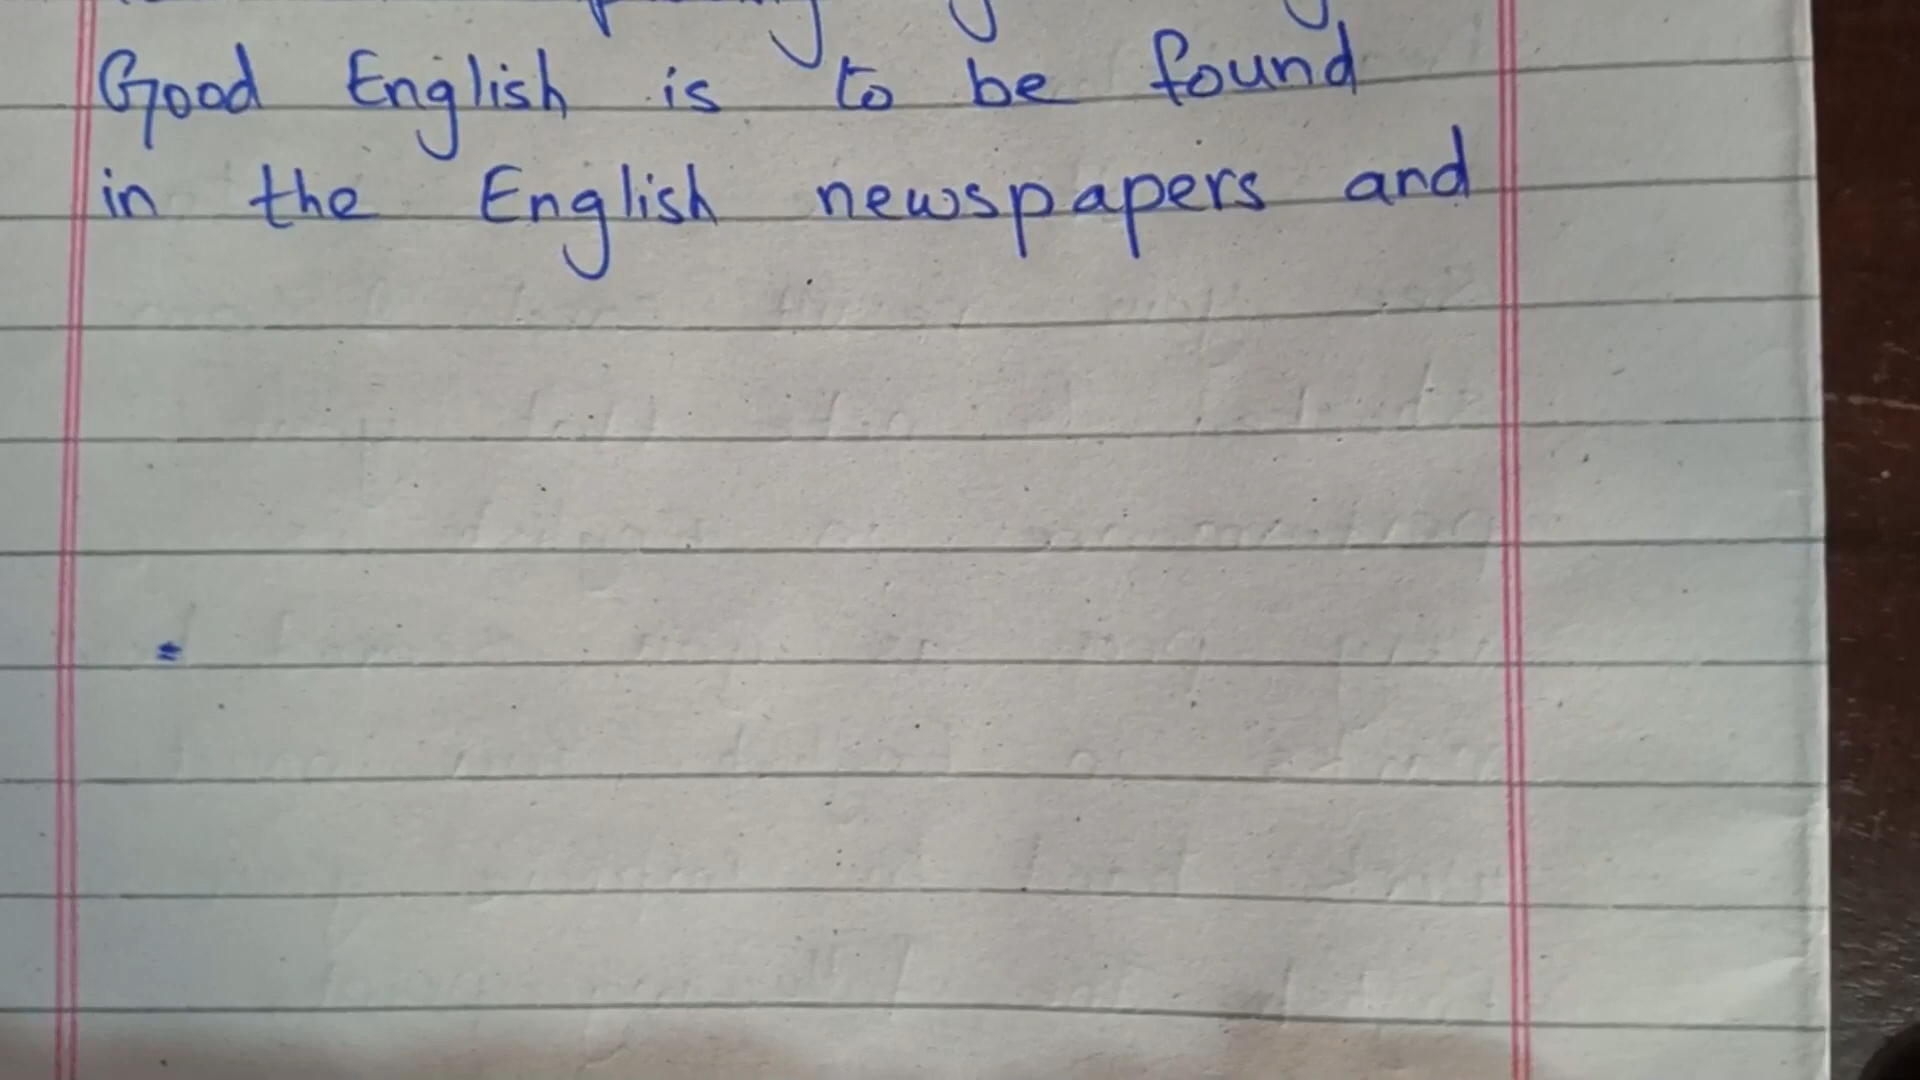 Good English is to be found
in the English newspapers and